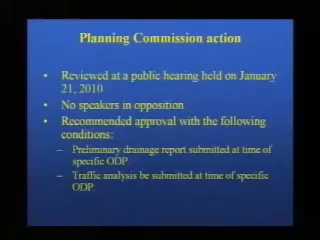 Planning Commission action
• Reviewed at a public hearing held on January
21, 2010
• No speakers in opposition
• Recommended approval with the following
conditions:
– Preliminary drainage report submitted at time of
specific ODP.
– Traffic analysis be submitted at time of specific
ODP.